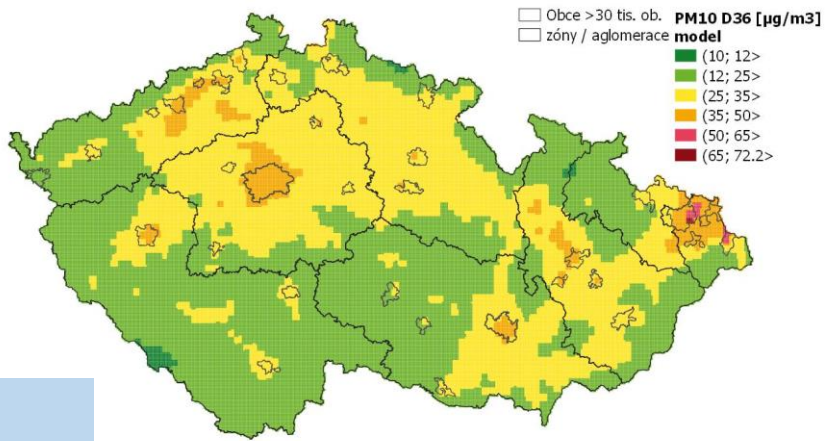 Obce >30 tis. ob.
zóny / aglomerace
PM10 D36 [µg/m3]
model
(10; 12>
(12; 25>
(25; 35>
(35; 50>
(50; 65>
(65; 72.2>